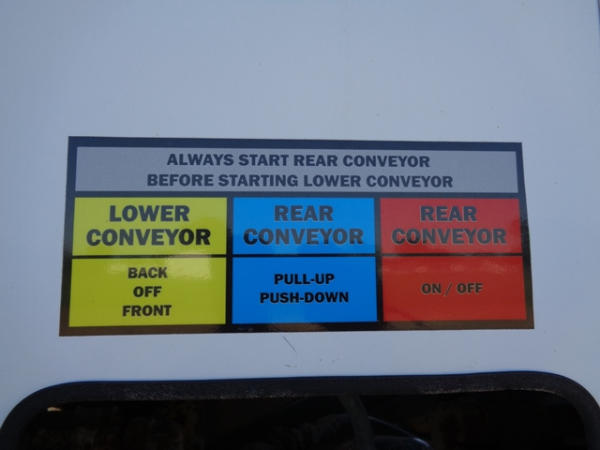 ALWAYS START REAR CONVEYOR
BEFORE STARTING LOWER CONVEYOR
LOWER
CONVEYOR
BACK
OFF
FRONT
REAR
CONVEYOR
PULL-UP
PUSH-DOWN
REAR
CONVEYOR
ON / OFF